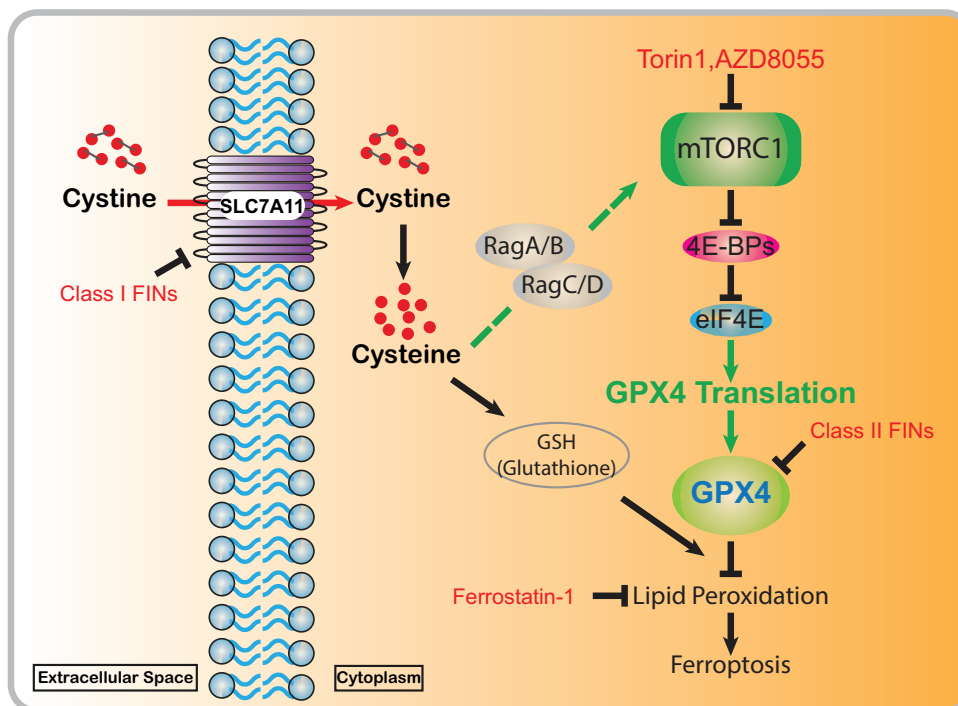 Torin1,AZD8055
mTORC1
Cystine
SLC7A11
Cystine
RagA/B
4E-BPs
RagC/D
Class I FINs
eIF4E
Cysteine
GPX4 Translation
Class II FINs
GSH
(Glutathione)
GPX4
Ferrostatin-1
Lipid Peroxidation
Ferroptosis
Extracellular Space
Cytoplasm